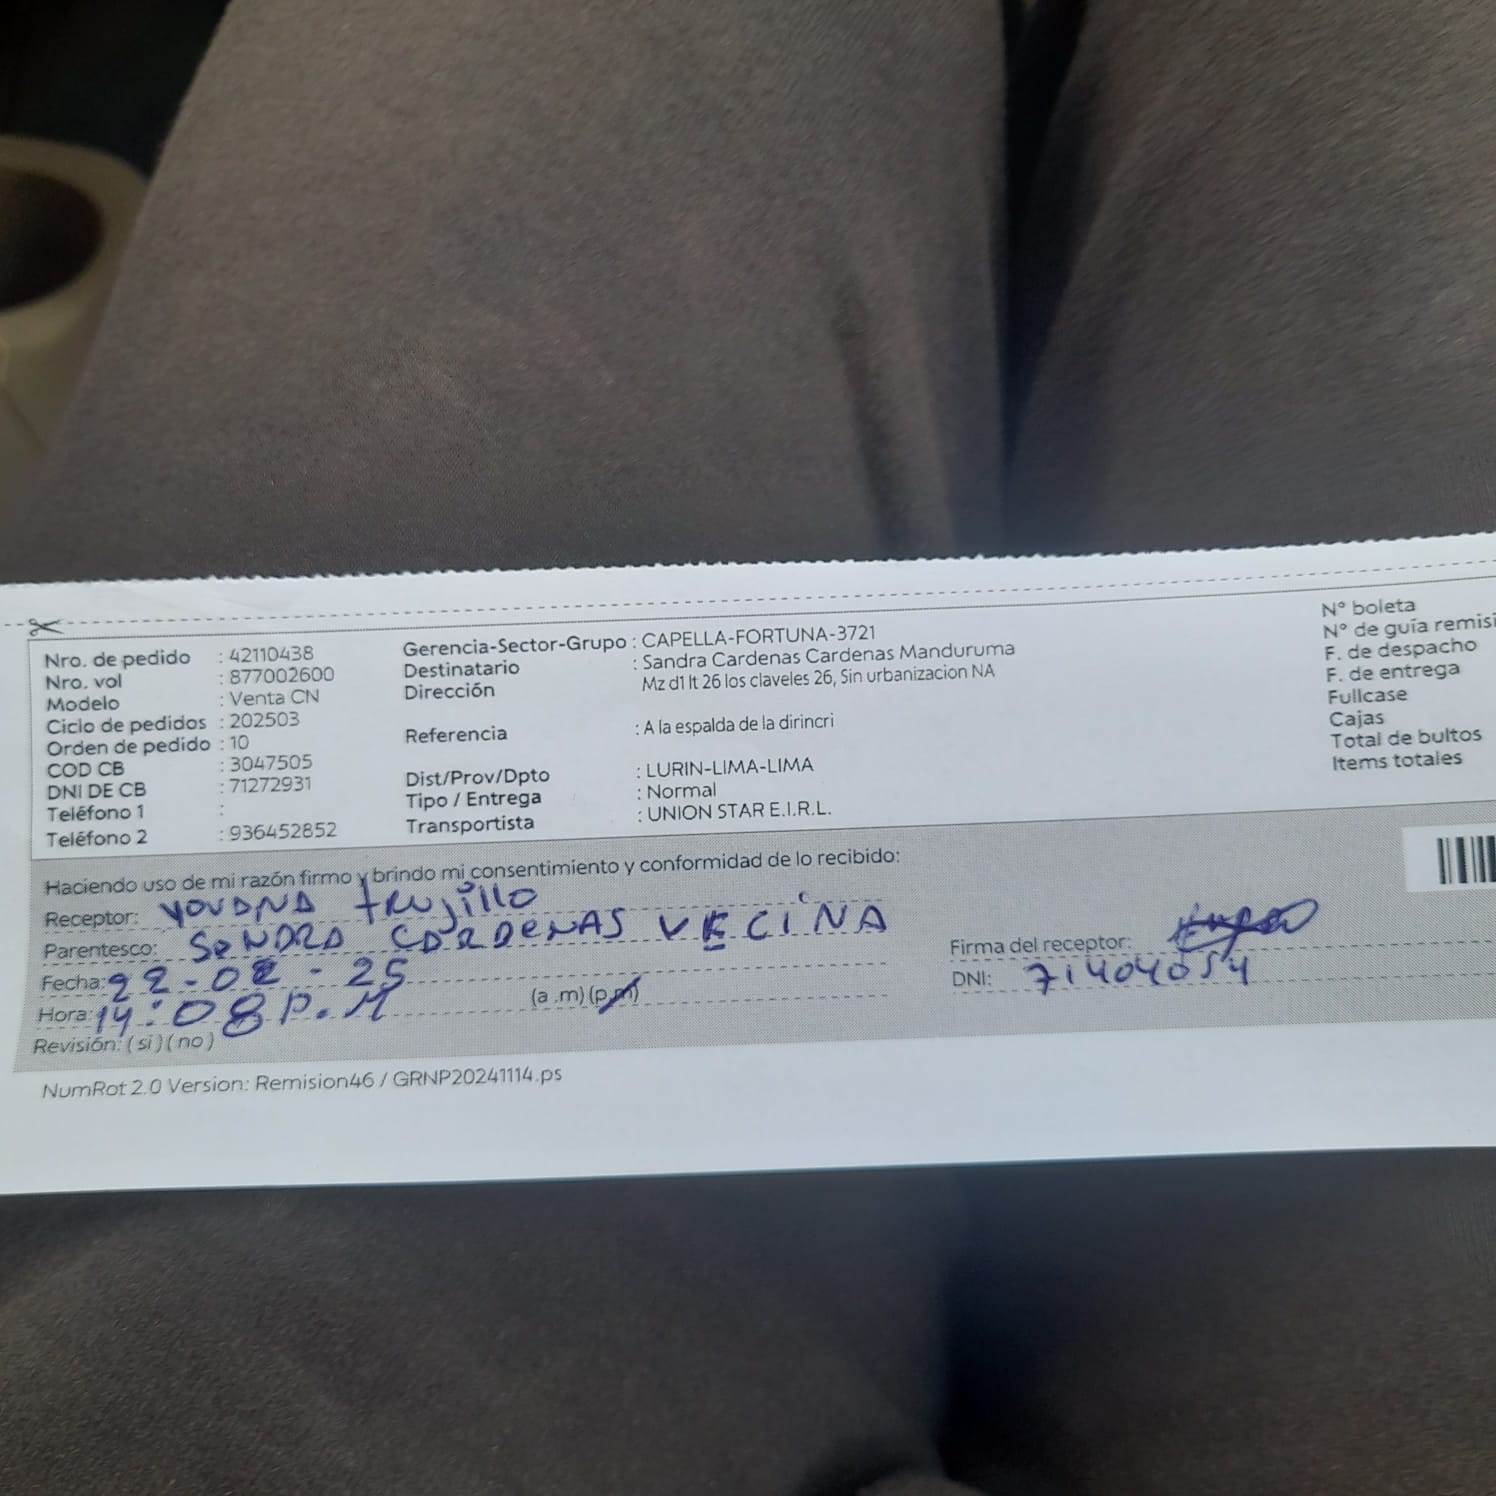 Nro. de pedido : 42110438
Nro. vol : 877002600
Modelo : Venta CN
Ciclo de pedidos : 202503
Orden de pedido : 10
COD CB : 3047505
DNI DE CB : 71272931
Teléfono 1 :
Teléfono 2 : 936452852
Gerencia-Sector-Grupo : CAPELLA-FORTUNA-3721
Destinatario : Sandra Cardenas Cardenas Manduruma
Dirección Mz d1 lt 26 los claveles 26, Sin urbanizacion NA
Referencia : A la espalda de la dirincri
Dist/Prov/Dpto : LURIN-LIMA-LIMA
Tipo / Entrega : Normal
Transportista : UNION STAR E.I.R.L.
N° boleta
N° de guía remisi
F. de despacho
F. de entrega
Fullcase
Cajas
Total de bultos
Items totales
Haciendo uso de mi razón firmo y brindo mi consentimiento y conformidad de lo recibido:
Receptor: YOVANA trujillo
Parentesco: SANDRA CARDENAS VECINA
Fecha: 22-02-25
Hora: 14:08 P.M (a .m) (p.m)
Revisión: ( si ) ( no )
Firma del receptor:
DNI: 71404054
NumRot 2.0 Version: Remision46 / GRNP20241114.ps